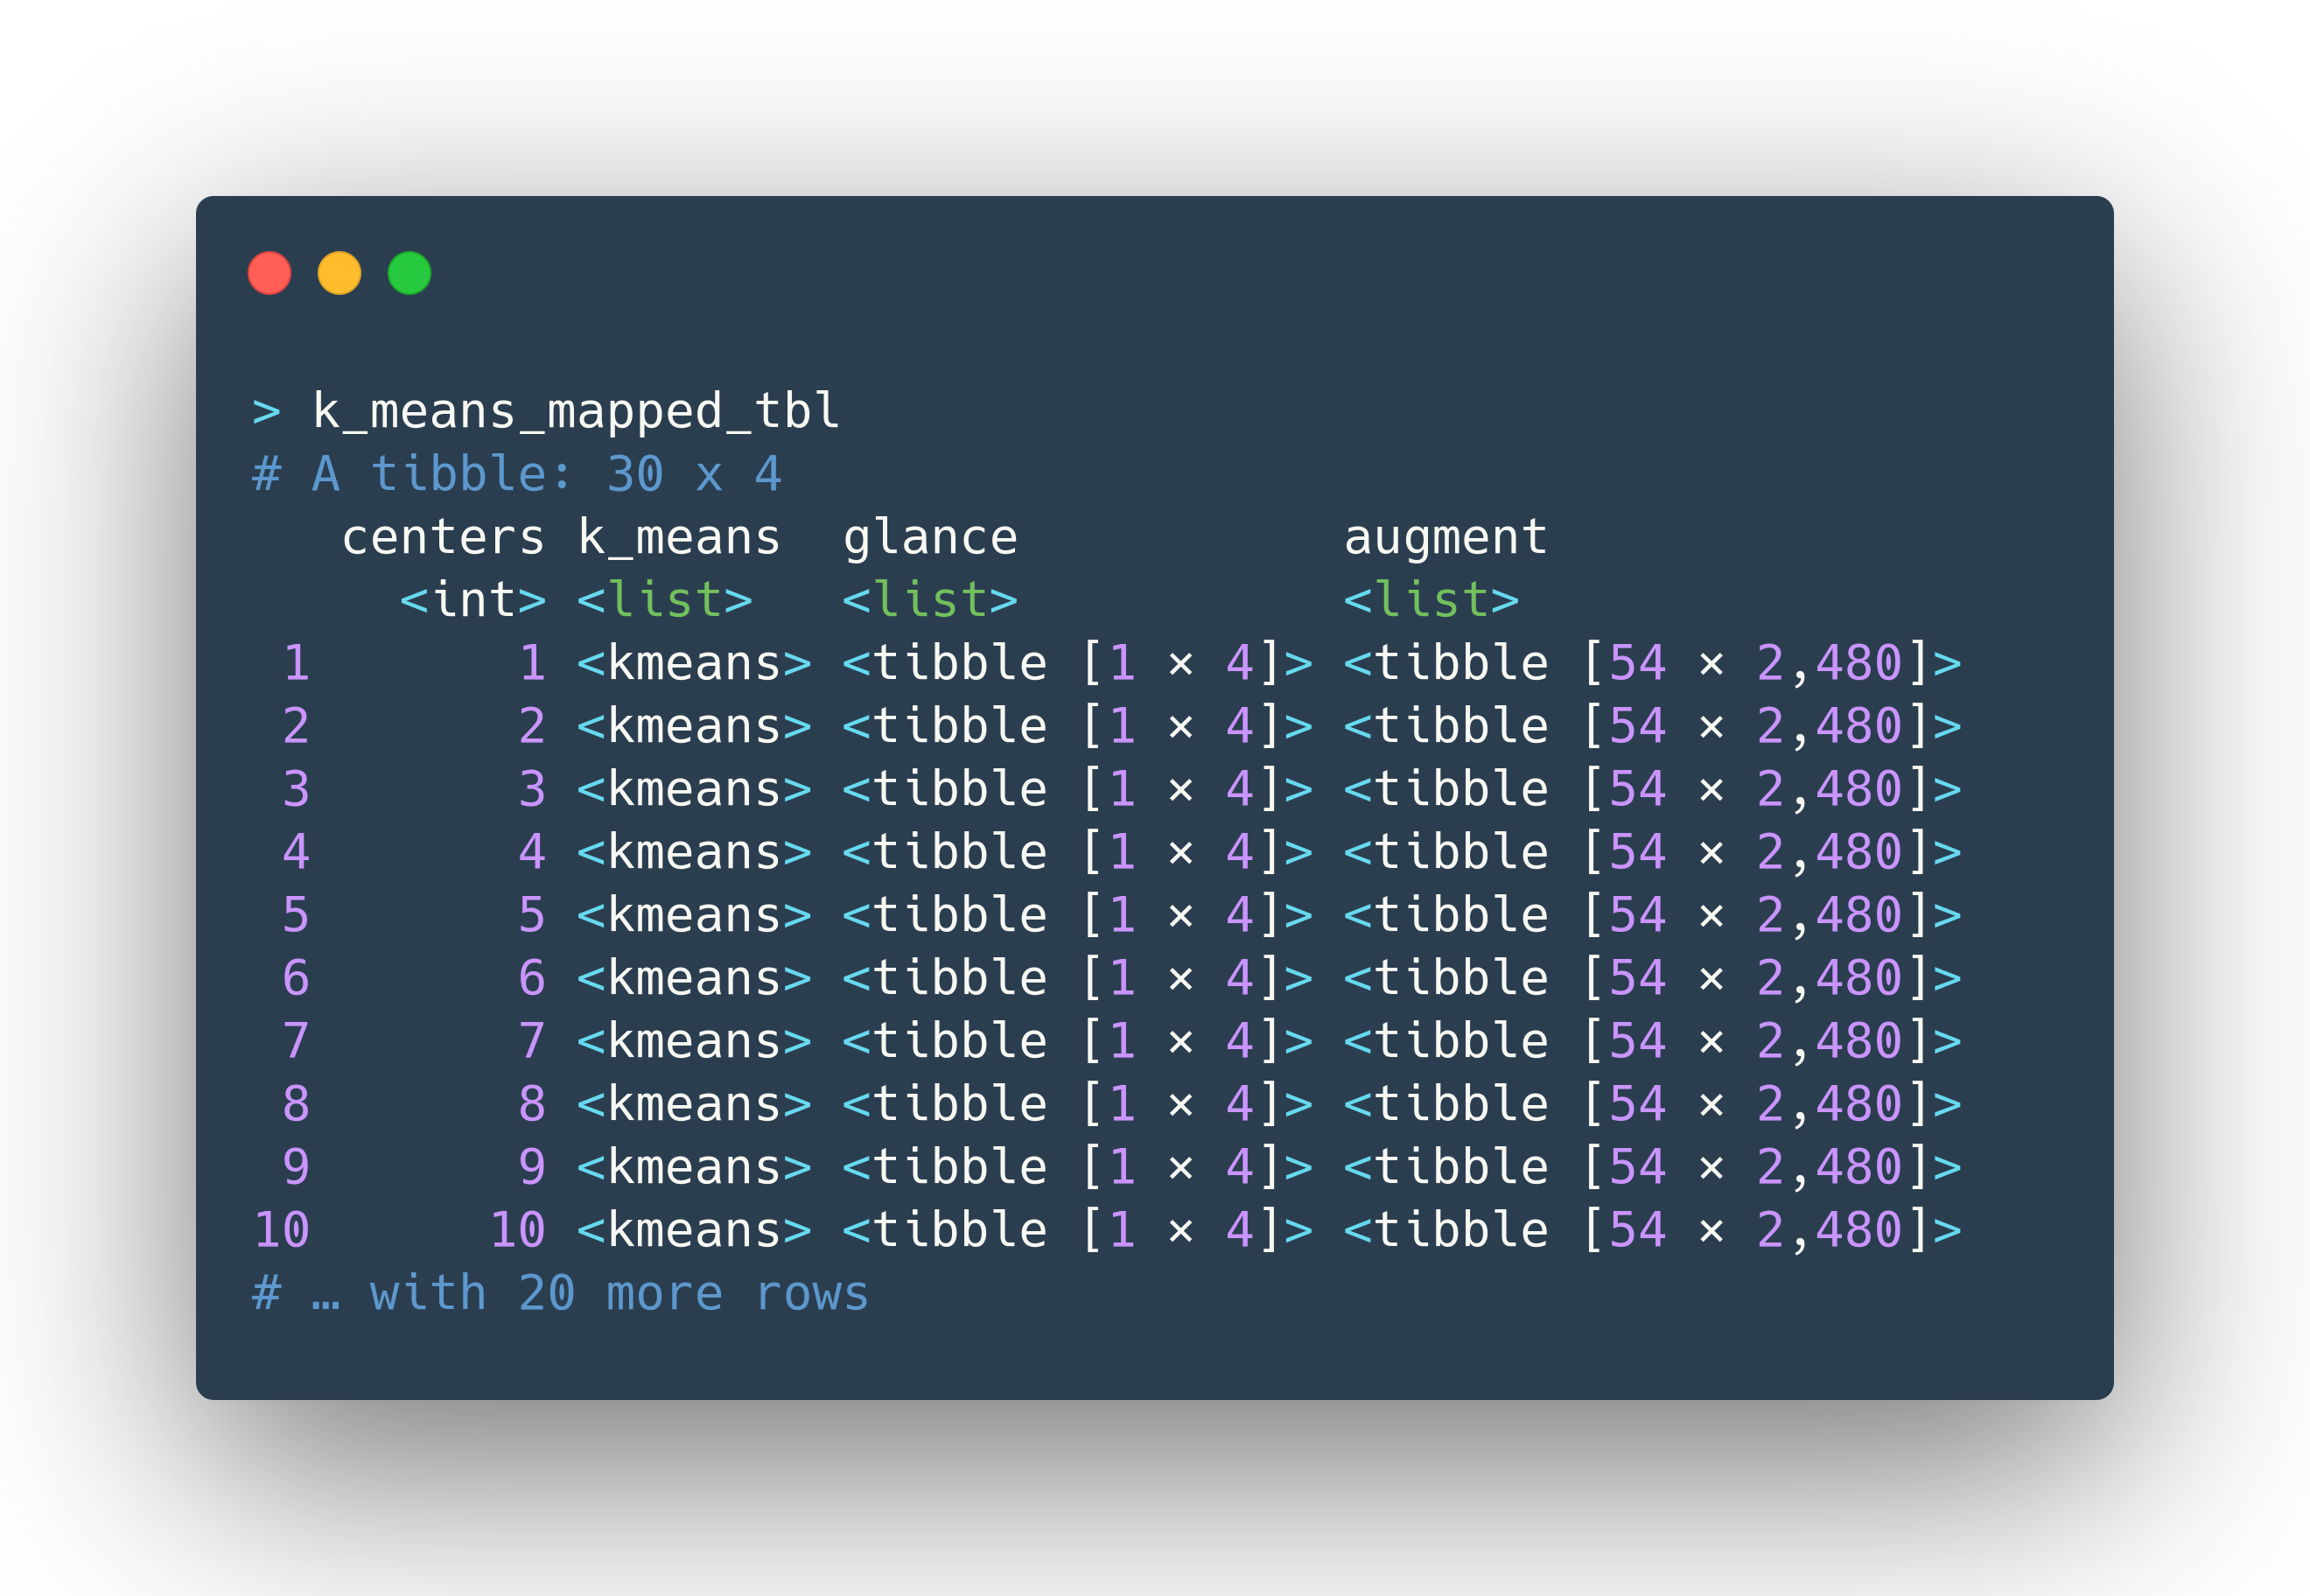 > k_means_mapped_tbl
# A tibble: 30 x 4
   centers k_means  glance           augment
     <int> <list>   <list>           <list>
 1       1 <kmeans> <tibble [1 × 4]> <tibble [54 × 2,480]>
 2       2 <kmeans> <tibble [1 × 4]> <tibble [54 × 2,480]>
 3       3 <kmeans> <tibble [1 × 4]> <tibble [54 × 2,480]>
 4       4 <kmeans> <tibble [1 × 4]> <tibble [54 × 2,480]>
 5       5 <kmeans> <tibble [1 × 4]> <tibble [54 × 2,480]>
 6       6 <kmeans> <tibble [1 × 4]> <tibble [54 × 2,480]>
 7       7 <kmeans> <tibble [1 × 4]> <tibble [54 × 2,480]>
 8       8 <kmeans> <tibble [1 × 4]> <tibble [54 × 2,480]>
 9       9 <kmeans> <tibble [1 × 4]> <tibble [54 × 2,480]>
10      10 <kmeans> <tibble [1 × 4]> <tibble [54 × 2,480]>
# … with 20 more rows